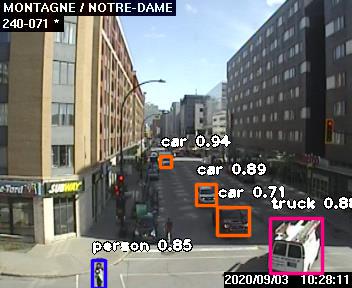 MONTAGNE / NOTRE-DAME
240-071 *
car 0.94
car 0.89
car 0.71
truck 0.88
person 0.85
SUBWAY
2020/09/03 10:28:11